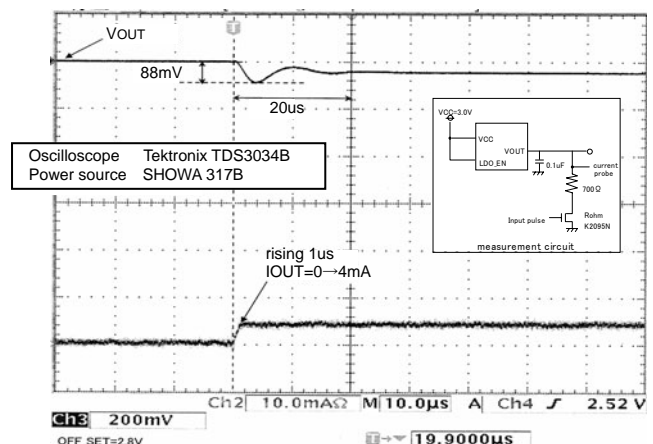 VOUT
88mV
20us
Oscilloscope Tektronix TDS3034B
Power source SHOWA 317B
VCC=3.0V
VCC
VOUT
LDO_EN
0.1uF
current
probe
700Ω
Input pulse
Rohm
K2095N
measurement circuit
rising 1us
IOUT=0→4mA
Ch2 10.0mAΩ M 10.0µs A Ch4 ƒ 2.52 V
Ch3 200mV
OFF SET=2.8V
19.9000µs